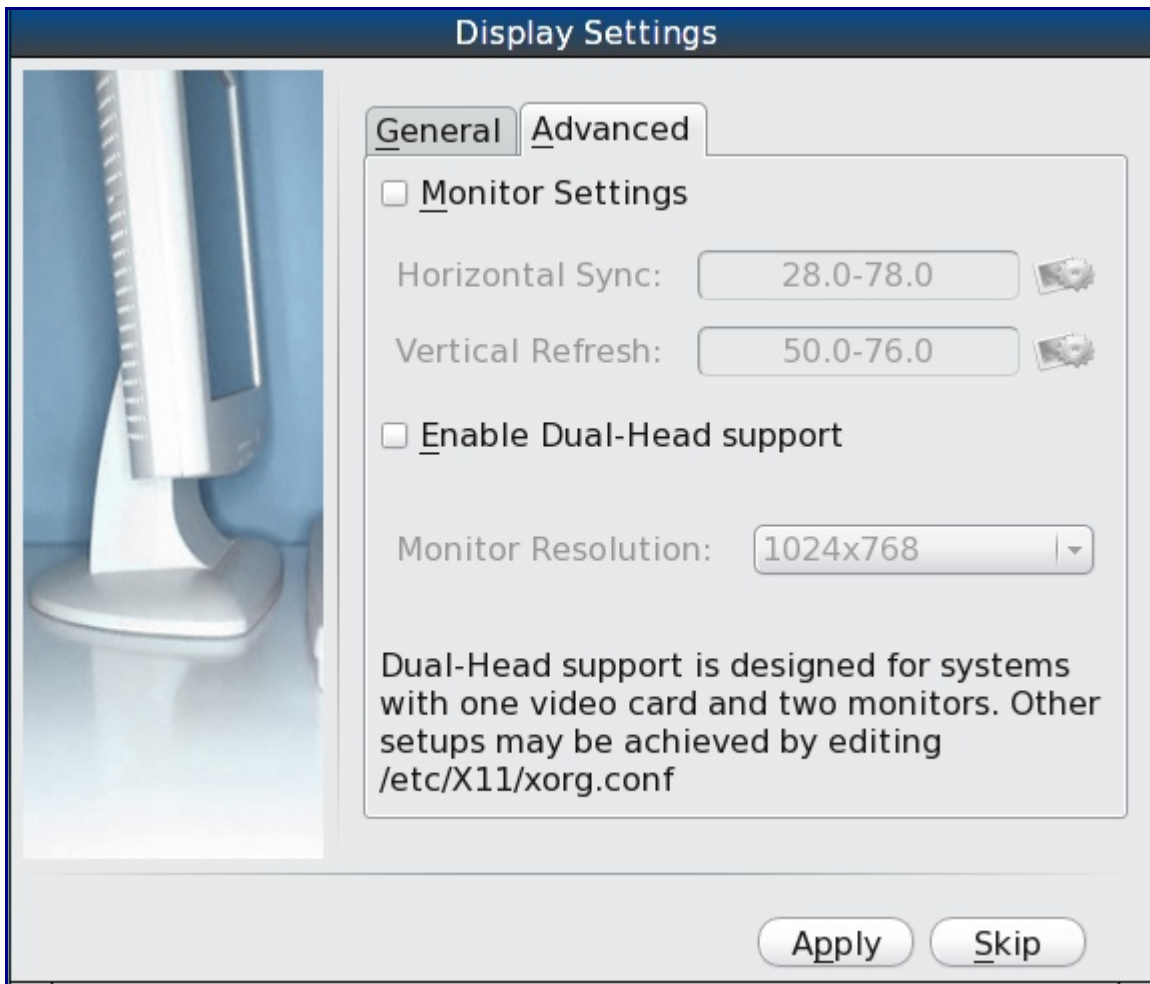 Display Settings
General
Advanced
Monitor Settings
Horizontal Sync: 28.0-78.0
Vertical Refresh: 50.0-76.0
Enable Dual-Head support
Monitor Resolution: 1024x768
Dual-Head support is designed for systems
with one video card and two monitors. Other
setups may be achieved by editing
/etc/X11/xorg.conf
Apply
Skip